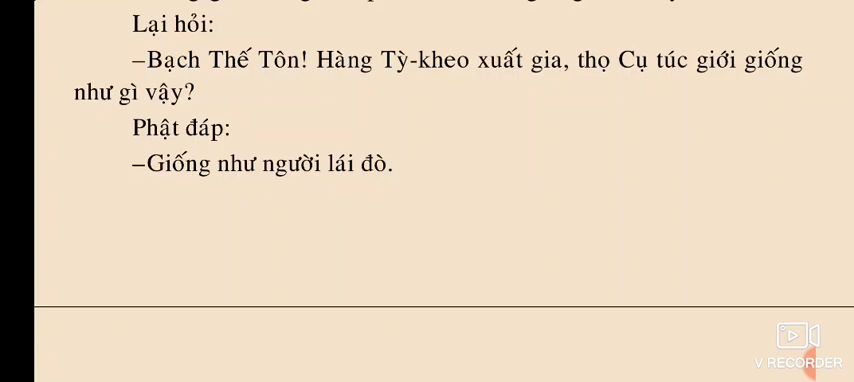 Lại hỏi:
–Bạch Thế Tôn! Hàng Tỳ-kheo xuất gia, thọ Cụ túc giới giống
như gì vậy?
Phật đáp:
–Giống như người lái đò.
V RECORDER